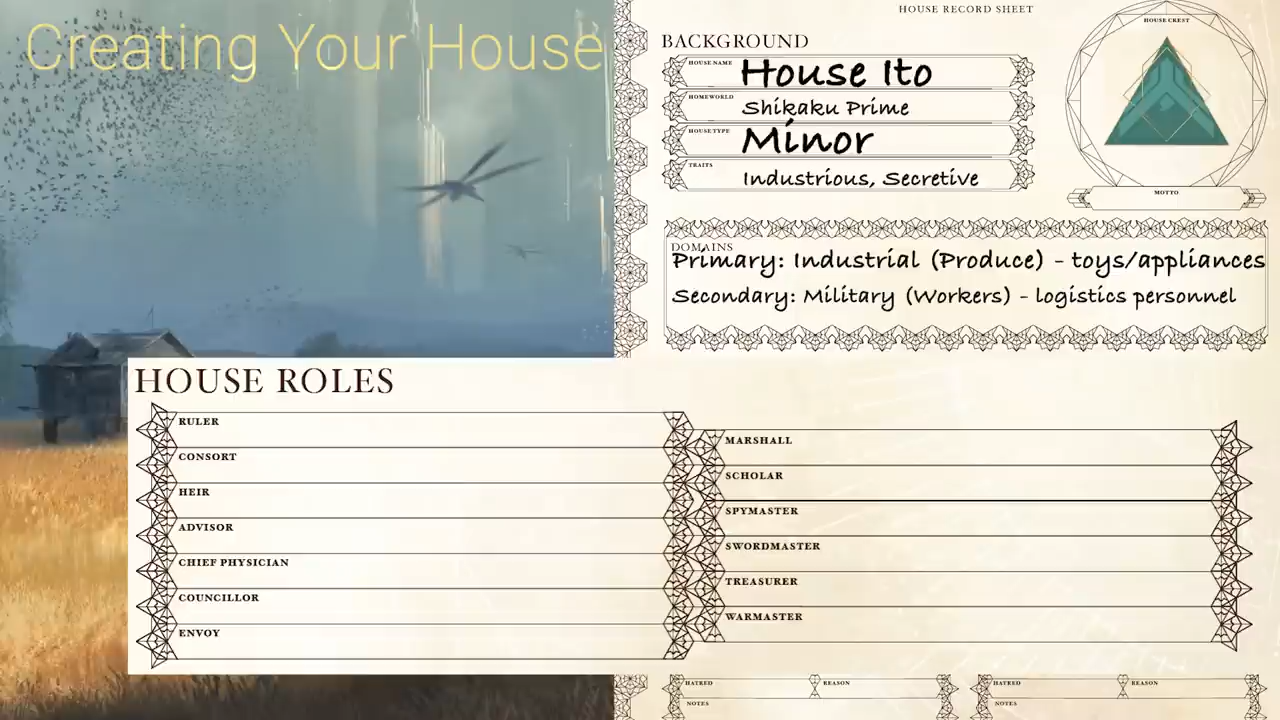 Creating Your House
HOUSE RECORD SHEET
BACKGROUND
HOUSE NAME
House Ito
HOMEWORLD
Shikaku Prime
HOUSE TYPE
Minor
TRAITS
Industrious, Secretive
HOUSE CREST
MOTTO
DOMAINS
Primary: Industrial (Produce) - toys/appliances
Secondary: Military (Workers) - logistics personnel
HOUSE ROLES
RULER
CONSORT
HEIR
ADVISOR
CHIEF PHYSICIAN
COUNCILLOR
ENVOY
MARSHALL
SCHOLAR
SPYMASTER
SWORDMASTER
TREASURER
WARMASTER
HATRED
REASON
NOTES
HATRED
REASON
NOTES